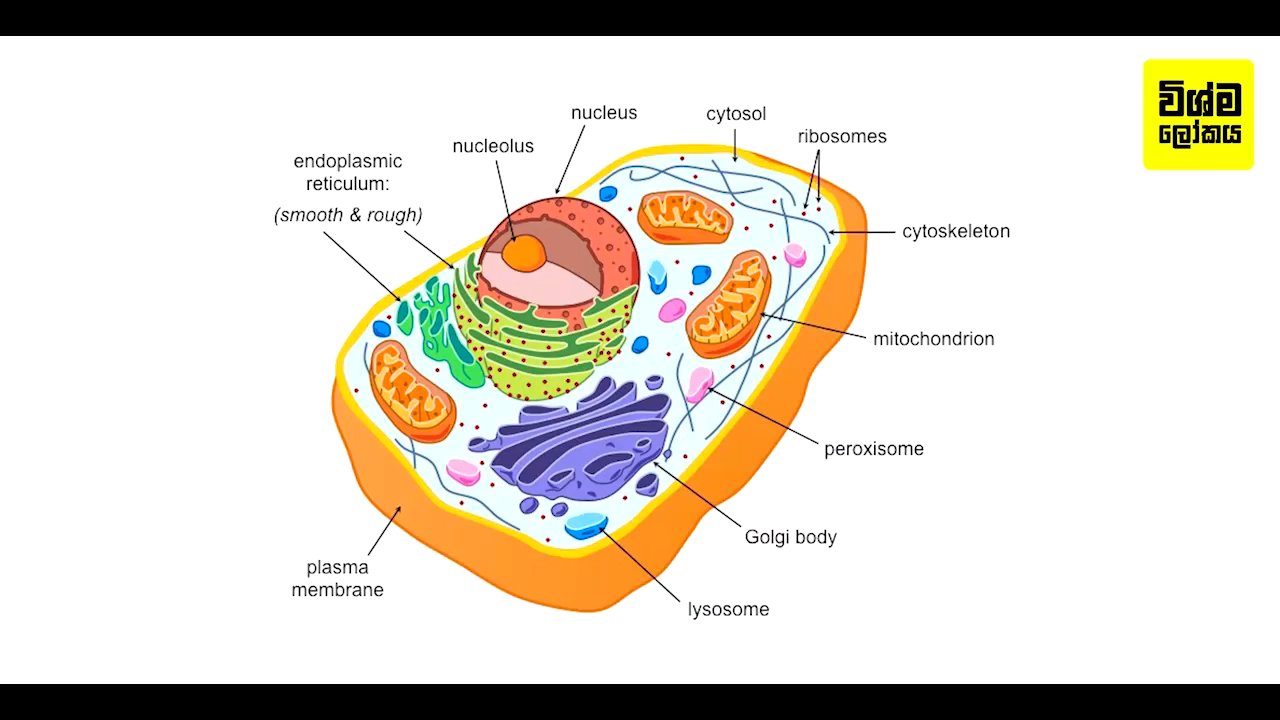 විශ්ම
ලෝකය
nucleus
cytosol
ribosomes
nucleolus
endoplasmic
reticulum:
(smooth & rough)
cytoskeleton
mitochondrion
peroxisome
Golgi body
plasma
membrane
lysosome